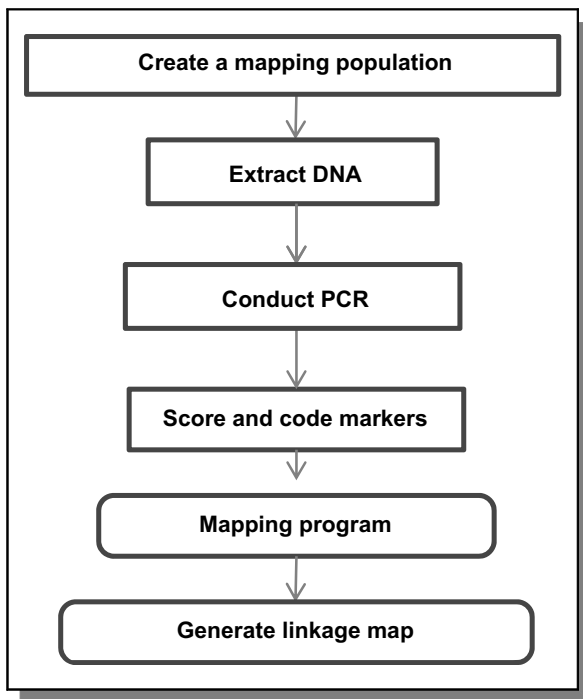 Create a mapping population
Extract DNA
Conduct PCR
Score and code markers
Mapping program
Generate linkage map